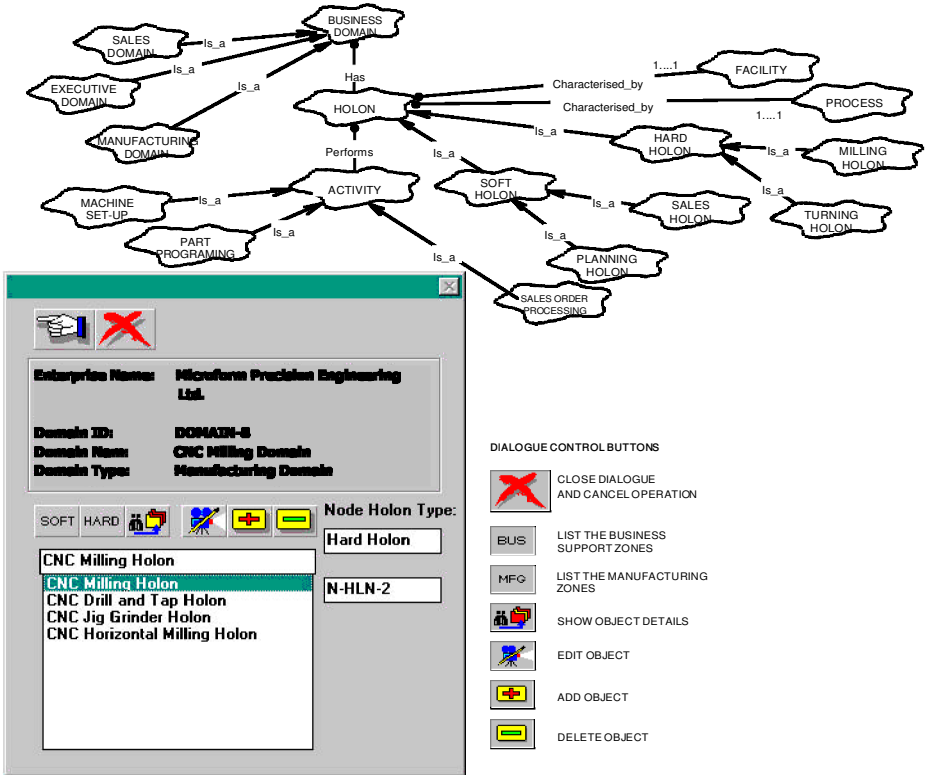 BUSINESS
DOMAIN
SALES
DOMAIN
Is_a
Is_a
EXECUTIVE
DOMAIN
Is_a
MANUFACTURING
DOMAIN
Has
HOLON
Characterised_by
1....1
FACILITY
Characterised_by
1....1
PROCESS
Is_a
HARD
HOLON
Is_a
MILLING
HOLON
Is_a
TURNING
HOLON
Performs
ACTIVITY
Is_a
SOFT
HOLON
Is_a
SALES
HOLON
Is_a
PLANNING
HOLON
MACHINE
SET-UP
Is_a
PART
PROGRAMING
Is_a
Is_a
SALES ORDER
PROCESSING
Enterprise Name: Microform Precision Engineering
Ltd.
Domain ID: DOMAIN-8
Domain Nam: CNC Milling Domain
Domain Type: Manufacturing Domain
SOFT HARD
Node Holon Type:
Hard Holon
N-HLN-2
CNC Milling Holon
CNC Milling Holon
CNC Drill and Tap Holon
CNC Jig Grinder Holon
CNC Horizontal Milling Holon
DIALOGUE CONTROL BUTTONS
CLOSE DIALOGUE
AND CANCEL OPERATION
BUS LIST THE BUSINESS
SUPPORT ZONES
MFG LIST THE MANUFACTURING
ZONES
SHOW OBJECT DETAILS
EDIT OBJECT
ADD OBJECT
DELETE OBJECT